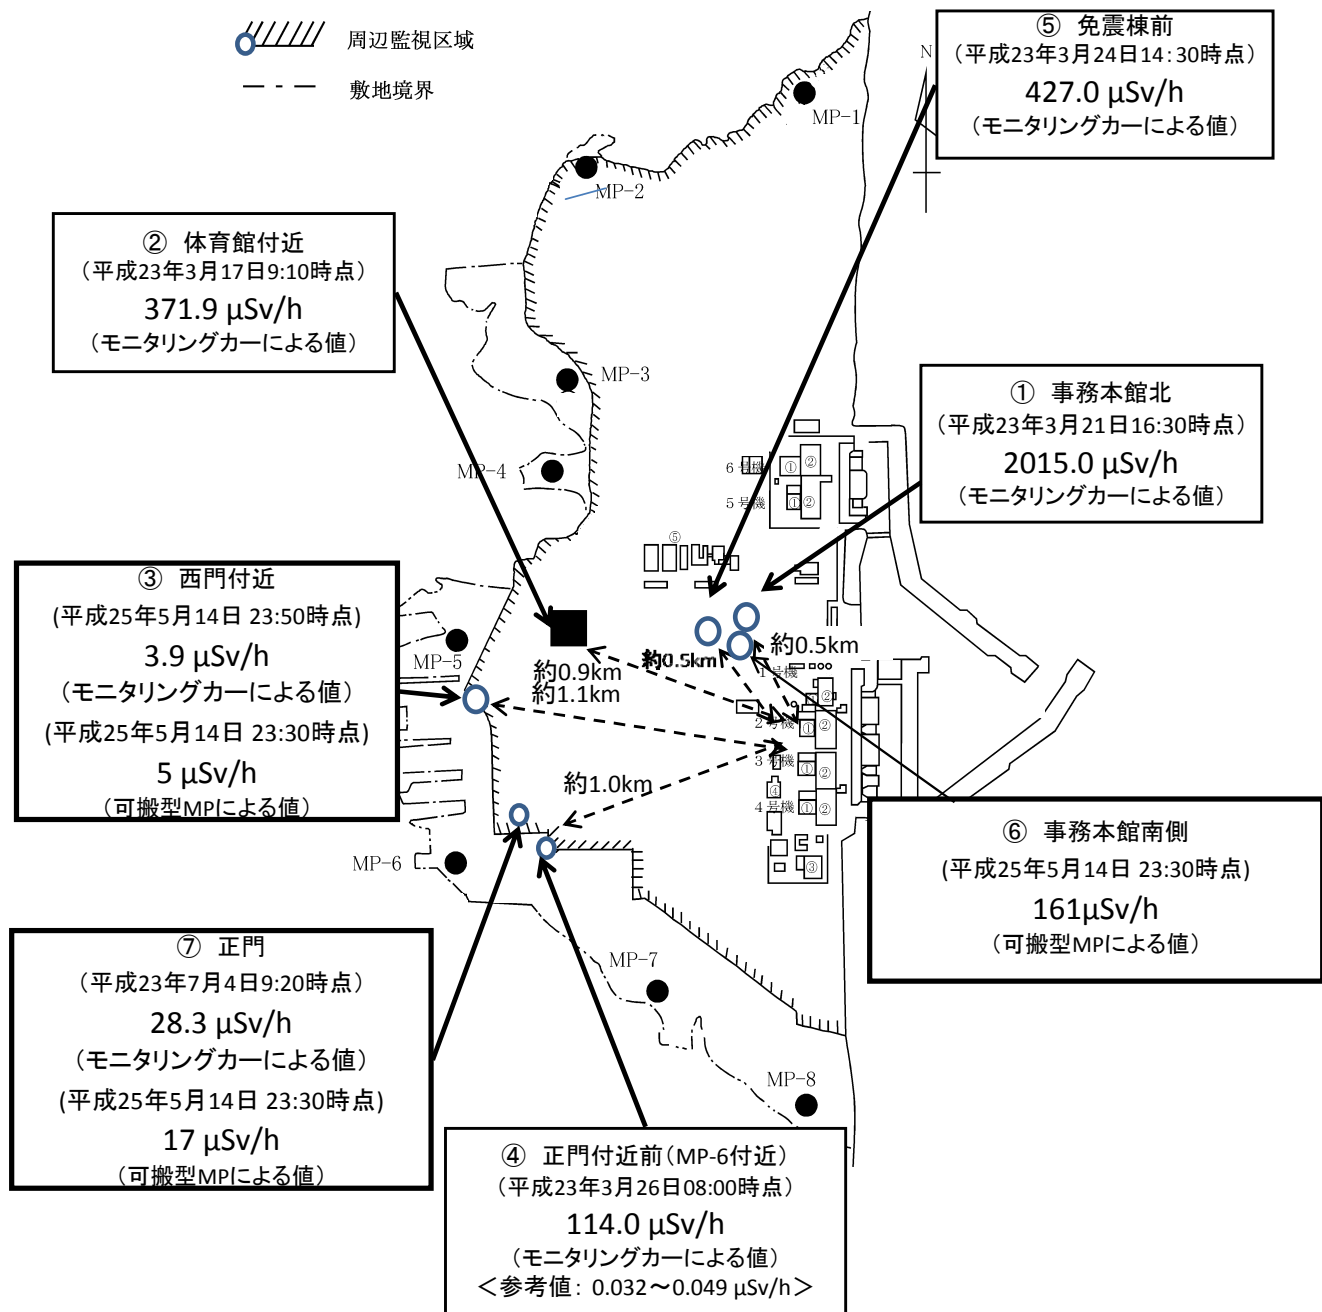 周辺監視区域
敷地境界
⑤ 免震棟前
（平成23年3月24日14:30時点）
427.0 μSv/h
（モニタリングカーによる値）
N
MP-1
MP-2
② 体育館付近
（平成23年3月17日9:10時点）
371.9 μSv/h
（モニタリングカーによる値）
MP-3
① 事務本館北
（平成23年3月21日16:30時点）
2015.0 μSv/h
（モニタリングカーによる値）
MP-4
6号機
①
②
5号機
①
②
⑤
③ 西門付近
(平成25年5月14日 23:50時点)
3.9 μSv/h
（モニタリングカーによる値）
(平成25年5月14日 23:30時点)
5 μSv/h
（可搬型MPによる値）
MP-5
約0.9km
約1.1km
約0.5km
約0.5km
1号機
②
2号機
①
②
3号機
①
②
④
4号機
①
②
③
約1.0km
MP-6
⑥ 事務本館南側
(平成25年5月14日 23:30時点)
161μSv/h
（可搬型MPによる値）
⑦ 正門
（平成23年7月4日9:20時点）
28.3 μSv/h
（モニタリングカーによる値）
(平成25年5月14日 23:30時点)
17 μSv/h
（可搬型MPによる値）
MP-7
MP-8
④ 正門付近前（MP-6付近）
（平成23年3月26日08:00時点）
114.0 μSv/h
（モニタリングカーによる値）
＜参考値： 0.032～0.049 μSv/h＞